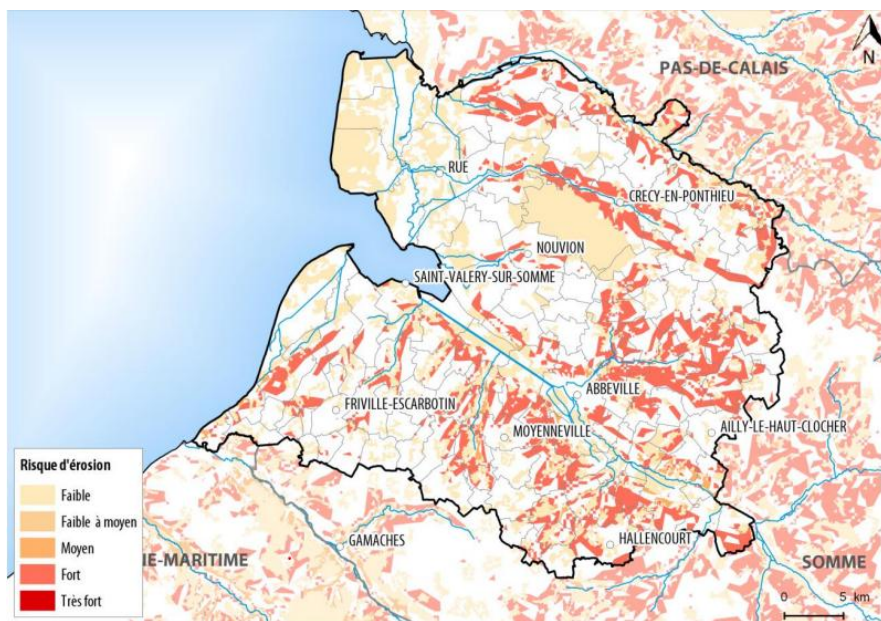 PAS-DE-CALAIS
N
RUE
CRECY-EN-PONTHIEU
NOUVION
SAINT-VALERY-SUR-SOMME
ABBEVILLE
FRIVILLE-ESCARBOTIN
AILLY-LE-HAUT-CLOCHER
MOYENNEVILLE
GAMACHES
HALLENCOURT
NE-MARITIME
SOMME
Risque d'érosion
Faible
Faible à moyen
Moyen
Fort
Très fort
0 5 km